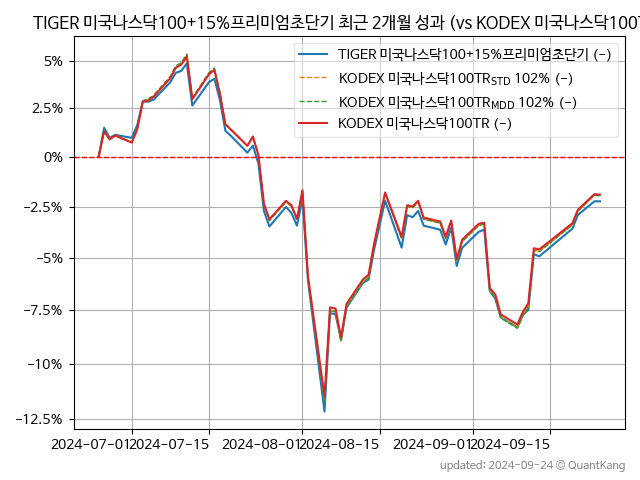 TIGER 미국나스닥100+15%프리미엄초단기 최근 2개월 성과 (vs KODEX 미국나스닥100T
TIGER 미국나스닥100+15%프리미엄초단기 (-)
KODEX 미국나스닥100TR_STD 102% (-)
KODEX 미국나스닥100TR_MDD 102% (-)
KODEX 미국나스닥100TR (-)
5%
2.5%
0%
−2.5%
−5%
−7.5%
−10%
−12.5%
2024-07-01 2024-07-15 2024-08-01 2024-08-15 2024-09-01 2024-09-15
updated: 2024-09-24 @ QuantKang